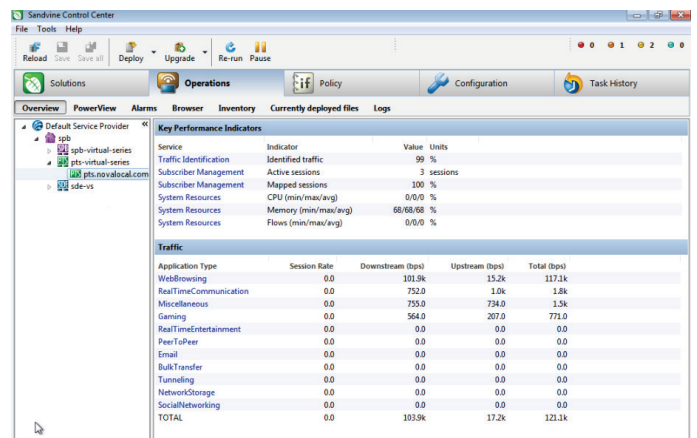 Sandvine Control Center
File Tools Help
Reload Save Save all Deploy Upgrade Re-run Pause 0 1 2 0
Solutions Operations if Policy Configuration Task History
Overview PowerView Alarms Browser Inventory Currently deployed files Logs
Default Service Provider
spb
spb-virtual-series
pts-virtual-series
pts.novalocal.com
sde-vs
Key Performance Indicators
Service Indicator Value Units
Traffic Identification Identified traffic 99 %
Subscriber Management Active sessions 3 sessions
Subscriber Management Mapped sessions 100 %
System Resources CPU (min/max/avg) 0/0/0 %
System Resources Memory (min/max/avg) 68/68/68 %
System Resources Flows (min/max/avg) 0/0/0 %
Traffic
Application Type Session Rate Downstream (bps) Upstream (bps) Total (bps)
WebBrowsing 0.0 101.9k 15.2k 117.1k
RealTimeCommunication 0.0 752.0 1.0k 1.8k
Miscellaneous 0.0 755.0 734.0 1.5k
Gaming 0.0 564.0 207.0 771.0
RealTimeEntertainment 0.0 0.0 0.0 0.0
PeerToPeer 0.0 0.0 0.0 0.0
Email 0.0 0.0 0.0 0.0
BulkTransfer 0.0 0.0 0.0 0.0
Tunneling 0.0 0.0 0.0 0.0
NetworkStorage 0.0 0.0 0.0 0.0
SocialNetworking 0.0 0.0 0.0 0.0
TOTAL 0.0 103.9k 17.2k 121.1k